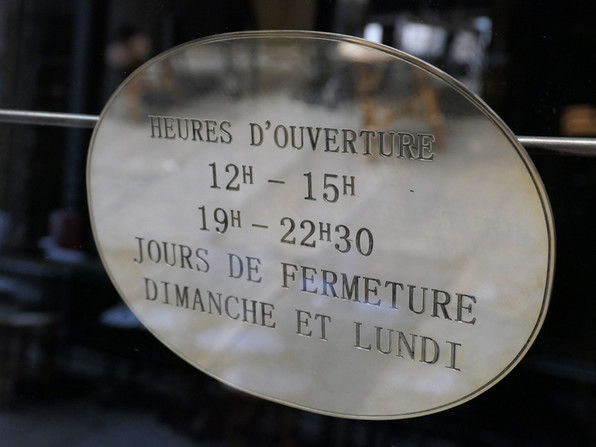 HEURES D'OUVERTURE
12H - 15H
19H - 22H30
JOURS DE FERMETURE
DIMANCHE ET LUNDI